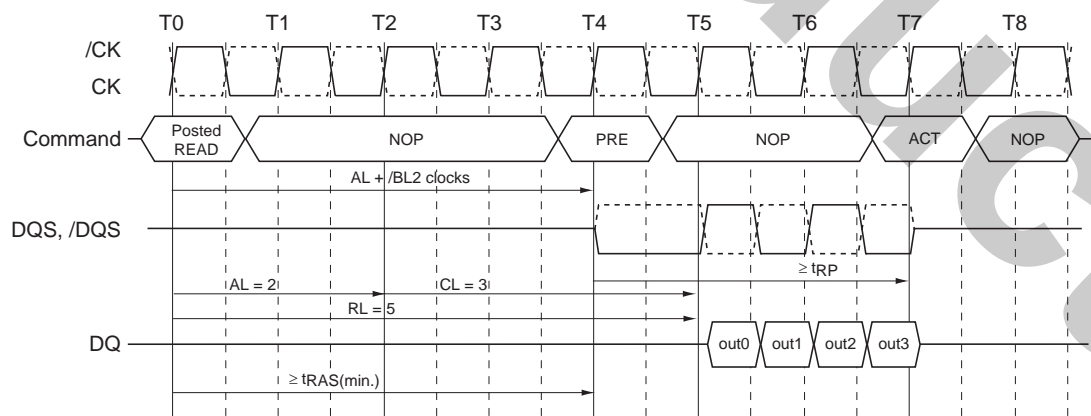 T0 T1 T2 T3 T4 T5 T6 T7 T8
/CK
CK
Command
Posted READ
NOP
PRE
NOP
ACT
NOP
AL + /BL2 clocks
DQS, /DQS
≥ tRP
AL = 2
CL = 3
RL = 5
DQ
out0 out1 out2 out3
≥ tRAS(min.)